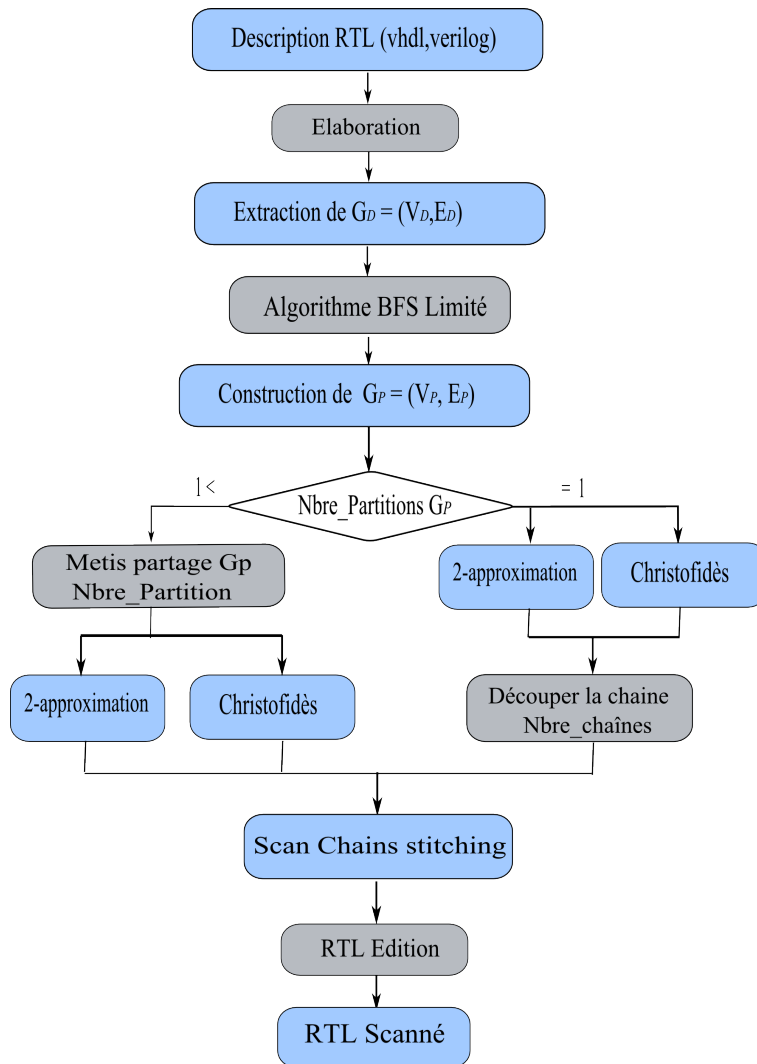 Description RTL (vhdl,verilog)
Elaboration
Extraction de GD = (VD,ED)
Algorithme BFS Limité
Construction de GP = (VP, EP)
1 <
Nbre_Partitions GP
= 1
Metis partage Gp
Nbre_Partition
2-approximation
Christofidès
2-approximation
Christofidès
Découper la chaine
Nbre_chaînes
Scan Chains stitching
RTL Edition
RTL Scanné